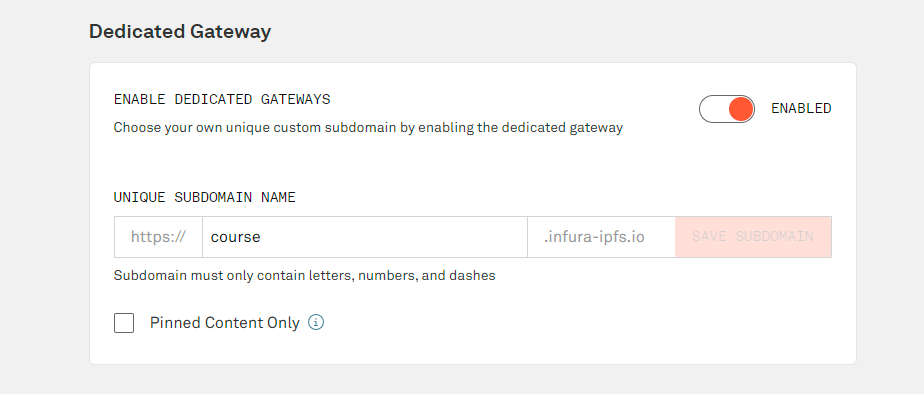 Dedicated Gateway
ENABLE DEDICATED GATEWAYS
ENABLED
Choose your own unique custom subdomain by enabling the dedicated gateway
UNIQUE SUBDOMAIN NAME
https:// course .infura-ipfs.io SAVE SUBDOMAIN
Subdomain must only contain letters, numbers, and dashes
Pinned Content Only